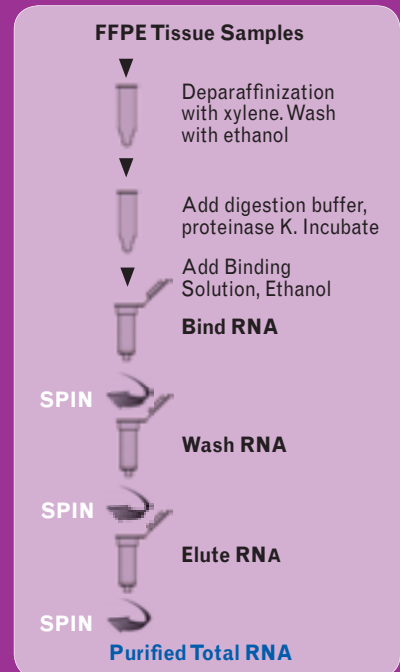 FFPE Tissue Samples
Deparaffinization
with xylene. Wash
with ethanol
Add digestion buffer,
proteinase K. Incubate
Add Binding
Solution, Ethanol
Bind RNA
SPIN
Wash RNA
SPIN
Elute RNA
SPIN
Purified Total RNA